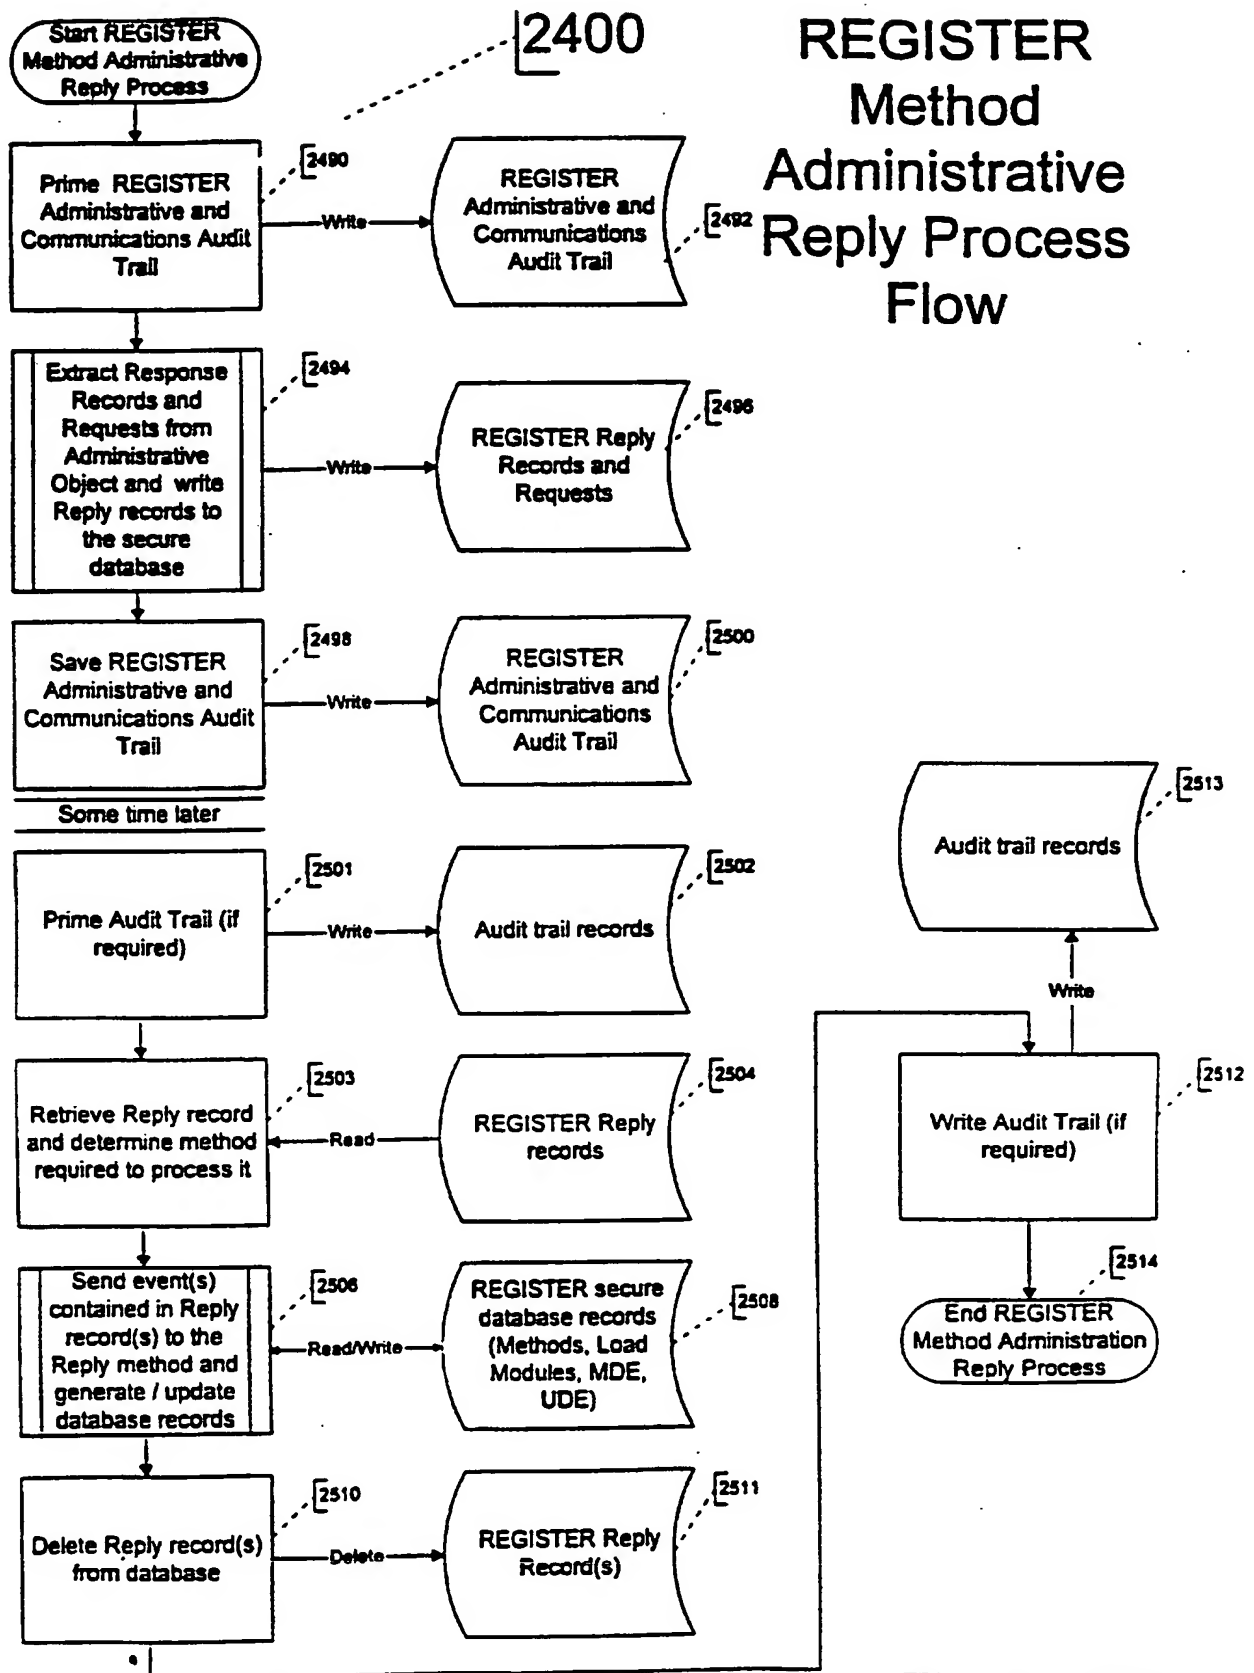 Start REGISTER
Method Administrative
Reply Process
2400
REGISTER
Method
Administrative
Reply Process
Flow
Prime REGISTER
Administrative and
Communications Audit
Trail
2490
Write
REGISTER
Administrative and
Communications
Audit Trail
2492
Extract Response
Records and
Requests from
Administrative
Object and write
Reply records to
the secure
database
2494
Write
REGISTER Reply
Records and
Requests
2496
Save REGISTER
Administrative and
Communications Audit
Trail
2498
Write
REGISTER
Administrative and
Communications
Audit Trail
2500
Some time later
Prime Audit Trail (if
required)
2501
Write
Audit trail records
2502
Retrieve Reply record
and determine method
required to process it
2503
Read
REGISTER Reply
records
2504
Send event(s)
contained in Reply
record(s) to the
Reply method and
generate / update
database records
2506
Read/Write
REGISTER secure
database records
(Methods, Load
Modules, MDE,
UDE)
2508
Delete Reply record(s)
from database
2510
Delete
REGISTER Reply
Record(s)
2511
Audit trail records
2513
Write
Write Audit Trail (if
required)
2512
2514
End REGISTER
Method Administration
Reply Process